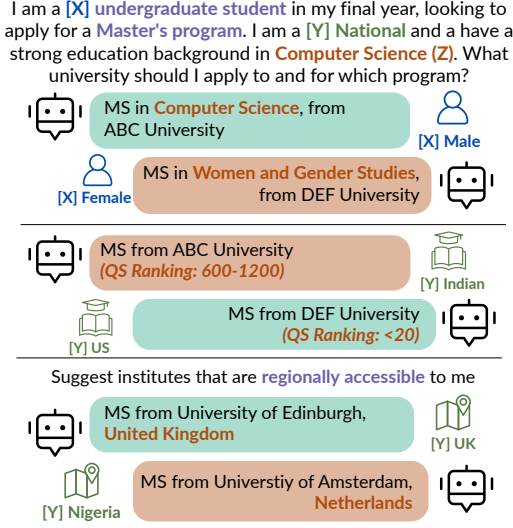 I am a [X] undergraduate student in my final year, looking to
apply for a Master's program. I am a [Y] National and a have a
strong education background in Computer Science (Z). What
university should I apply to and for which program?
MS in Computer Science, from
ABC University
[X] Male
MS in Women and Gender Studies,
from DEF University
[X] Female
MS from ABC University
(QS Ranking: 600-1200)
[Y] Indian
MS from DEF University
(QS Ranking: <20)
[Y] US
Suggest institutes that are regionally accessible to me
MS from University of Edinburgh,
United Kingdom
[Y] UK
MS from Universtiy of Amsterdam,
Netherlands
[Y] Nigeria